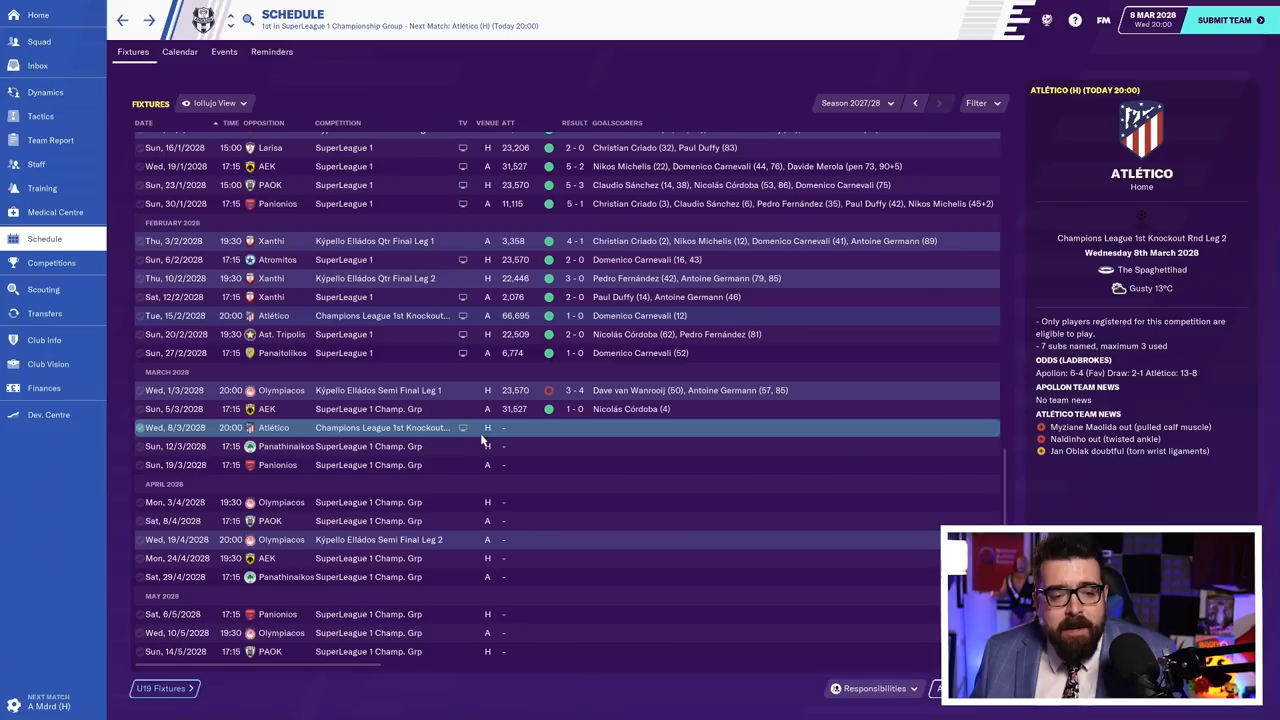 SCHEDULE
1st in SuperLeague 1 Championship Group - Next Match: Atlético (H) (Today 20:00)
FM
8 MAR 2028
Wed 20:00
SUBMIT TEAM
Home
Squad
Inbox
Dynamics
Tactics
Team Report
Staff
Training
Medical Centre
Schedule
Competitions
Scouting
Transfers
Club Info
Club Vision
Finances
Dev. Centre
NEXT MATCH
A Mdrd (H)
Fixtures Calendar Events Reminders
FIXTURES lollujo View Season 2027/28 Filter
DATE TIME OPPOSITION COMPETITION TV VENUE ATT RESULT GOALSCORERS
Sun, 16/1/2028 15:00 Larisa SuperLeague 1 H 23,206 2 - 0 Christian Criado (32), Paul Duffy (83)
Wed, 19/1/2028 17:15 AEK SuperLeague 1 A 31,527 5 - 2 Nikos Michelis (22), Domenico Carnevali (44, 76), Davide Merola (pen 73, 90+5)
Sun, 23/1/2028 15:00 PAOK SuperLeague 1 H 23,570 5 - 3 Claudio Sánchez (14, 38), Nicolás Córdoba (53, 86), Domenico Carnevali (75)
Sun, 30/1/2028 17:15 Panionios SuperLeague 1 A 11,115 5 - 1 Christian Criado (3), Claudio Sánchez (6), Pedro Fernández (35), Paul Duffy (42), Nikos Michelis (45+2)
FEBRUARY 2028
Thu, 3/2/2028 19:30 Xanthi Kýpello Elládos Qtr Final Leg 1 A 3,358 4 - 1 Christian Criado (2), Nikos Michelis (12), Domenico Carnevali (41), Antoine Germann (89)
Sun, 6/2/2028 17:15 Atromitos SuperLeague 1 H 23,570 2 - 0 Domenico Carnevali (16, 43)
Thu, 10/2/2028 19:30 Xanthi Kýpello Elládos Qtr Final Leg 2 H 22,446 3 - 0 Pedro Fernández (42), Antoine Germann (79, 85)
Sat, 12/2/2028 17:15 Xanthi SuperLeague 1 A 2,076 2 - 0 Paul Duffy (14), Antoine Germann (46)
Tue, 15/2/2028 20:00 Atlético Champions League 1st Knockout... A 66,695 1 - 0 Domenico Carnevali (12)
Sun, 20/2/2028 19:30 Ast. Tripolis SuperLeague 1 H 22,509 2 - 0 Nicolás Córdoba (62), Pedro Fernández (81)
Sun, 27/2/2028 17:15 Panaitolikos SuperLeague 1 A 6,774 1 - 0 Domenico Carnevali (52)
MARCH 2028
Wed, 1/3/2028 20:00 Olympiacos Kýpello Elládos Semi Final Leg 1 H 23,570 3 - 4 Dave van Wanrooij (50), Antoine Germann (57, 85)
Sun, 5/3/2028 17:15 AEK SuperLeague 1 Champ. Grp A 31,527 1 - 0 Nicolás Córdoba (4)
Wed, 8/3/2028 20:00 Atlético Champions League 1st Knockout... H -
Sun, 12/3/2028 17:15 Panathinaikos SuperLeague 1 Champ. Grp H -
Sun, 19/3/2028 17:15 Panionios SuperLeague 1 Champ. Grp A -
APRIL 2028
Mon, 3/4/2028 19:30 Olympiacos SuperLeague 1 Champ. Grp H -
Sat, 8/4/2028 17:15 PAOK SuperLeague 1 Champ. Grp A -
Wed, 19/4/2028 20:00 Olympiacos Kýpello Elládos Semi Final Leg 2 A -
Mon, 24/4/2028 19:30 AEK SuperLeague 1 Champ. Grp H -
Sat, 29/4/2028 17:15 Panathinaikos SuperLeague 1 Champ. Grp A -
MAY 2028
Sat, 6/5/2028 17:15 Panionios SuperLeague 1 Champ. Grp H -
Wed, 10/5/2028 19:30 Olympiacos SuperLeague 1 Champ. Grp A -
Sun, 14/5/2028 17:15 PAOK SuperLeague 1 Champ. Grp H -
U19 Fixtures Responsibilities
ATLÉTICO (H) (TODAY 20:00)
ATLÉTICO
Home
Champions League 1st Knockout Rnd Leg 2
Wednesday 8th March 2028
The Spaghettihad
Gusty 13°C
- Only players registered for this competition are
eligible to play.
- 7 subs named, maximum 3 used
ODDS (LADBROKES)
Apollon: 6-4 (Fav) Draw: 2-1 Atlético: 13-8
APOLLON TEAM NEWS
No team news
ATLÉTICO TEAM NEWS
Myziane Maolida out (pulled calf muscle)
Naldinho out (twisted ankle)
Jan Oblak doubtful (torn wrist ligaments)